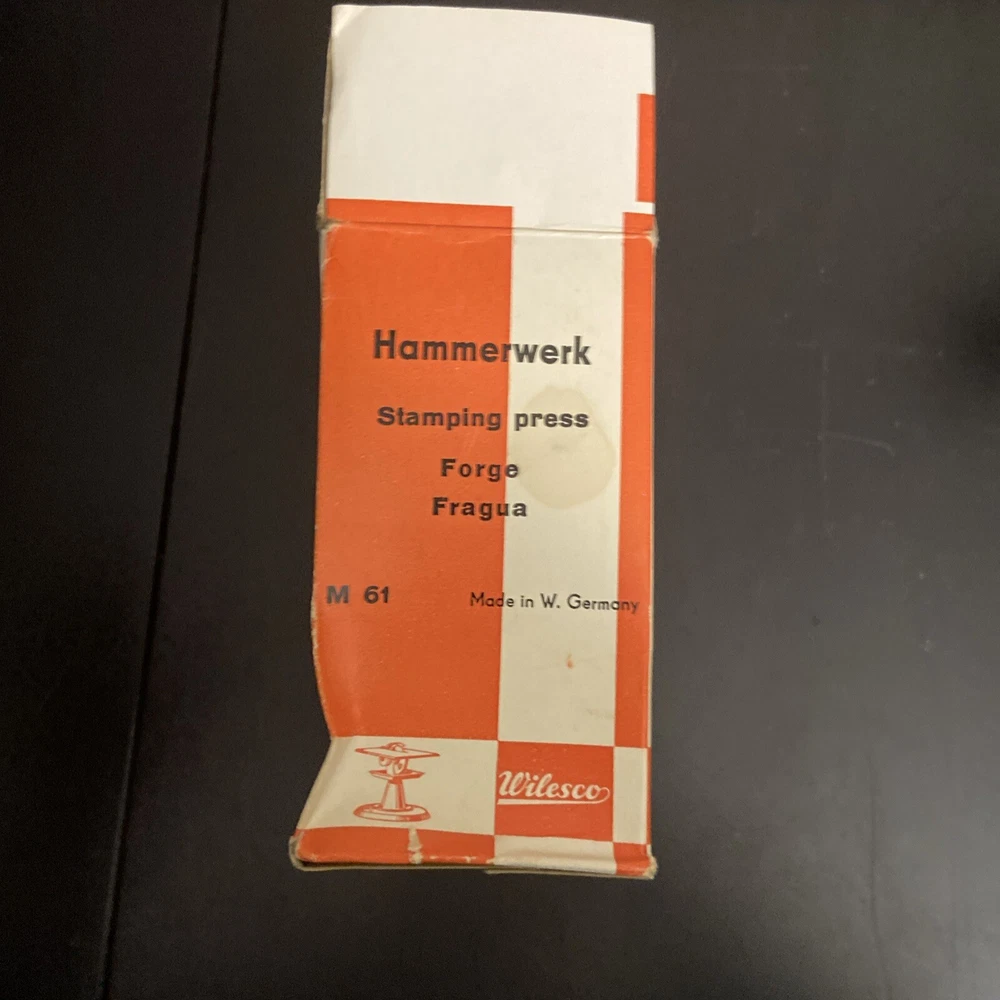 Hammerwerk
Stamping press
Forge
Fragua
M 61
Made in W. Germany
Wilesco